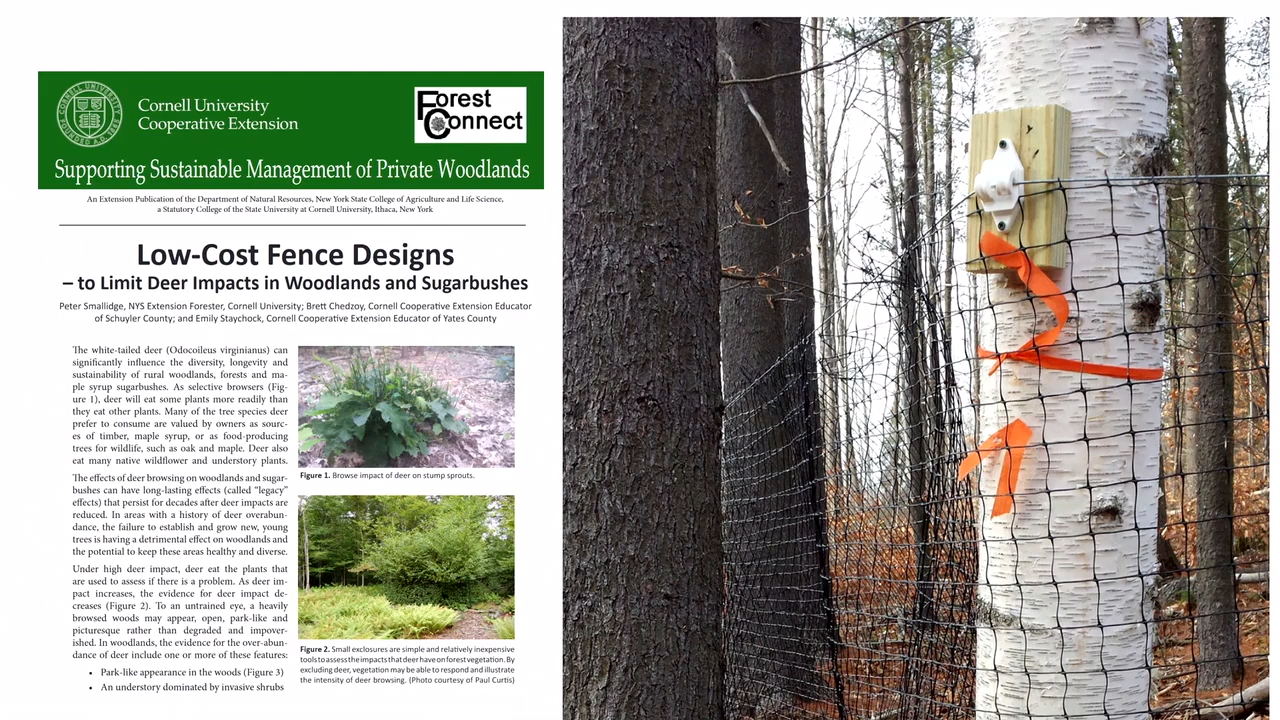 Cornell University
Cooperative Extension
Forest
Connect
Supporting Sustainable Management of Private Woodlands
An Extension Publication of the Department of Natural Resources, New York State College of Agriculture and Life Science,
a Statutory College of the State University at Cornell University, Ithaca, New York
Low-Cost Fence Designs
– to Limit Deer Impacts in Woodlands and Sugarbushes
Peter Smallidge, NYS Extension Forester, Cornell University; Brett Chedzoy, Cornell Cooperative Extension Educator
of Schuyler County; and Emily Staychock, Cornell Cooperative Extension Educator of Yates County
The white-tailed deer (Odocoileus virginianus) can
significantly influence the diversity, longevity and
sustainability of rural woodlands, forests and ma-
ple syrup sugarbushes. As selective browsers (Fig-
ure 1), deer will eat some plants more readily than
they eat other plants. Many of the tree species deer
prefer to consume are valued by owners as sourc-
es of timber, maple syrup, or as food-producing
trees for wildlife, such as oak and maple. Deer also
eat many native wildflower and understory plants.
The effects of deer browsing on woodlands and sugar-
bushes can have long-lasting effects (called “legacy”
effects) that persist for decades after deer impacts are
reduced. In areas with a history of deer overabun-
dance, the failure to establish and grow new, young
trees is having a detrimental effect on woodlands and
the potential to keep these areas healthy and diverse.
Under high deer impact, deer eat the plants that
are used to assess if there is a problem. As deer im-
pact increases, the evidence for deer impact de-
creases (Figure 2). To an untrained eye, a heavily
browsed woods may appear, open, park-like and
picturesque rather than degraded and impover-
ished. In woodlands, the evidence for the over-abun-
dance of deer include one or more of these features:
• Park-like appearance in the woods (Figure 3)
• An understory dominated by invasive shrubs
Figure 1. Browse impact of deer on stump sprouts.
Figure 2. Small exclosures are simple and relatively inexpensive
tools to assess the impacts that deer have on forest vegetation. By
excluding deer, vegetation may be able to respond and illustrate
the intensity of deer browsing. (Photo courtesy of Paul Curtis)